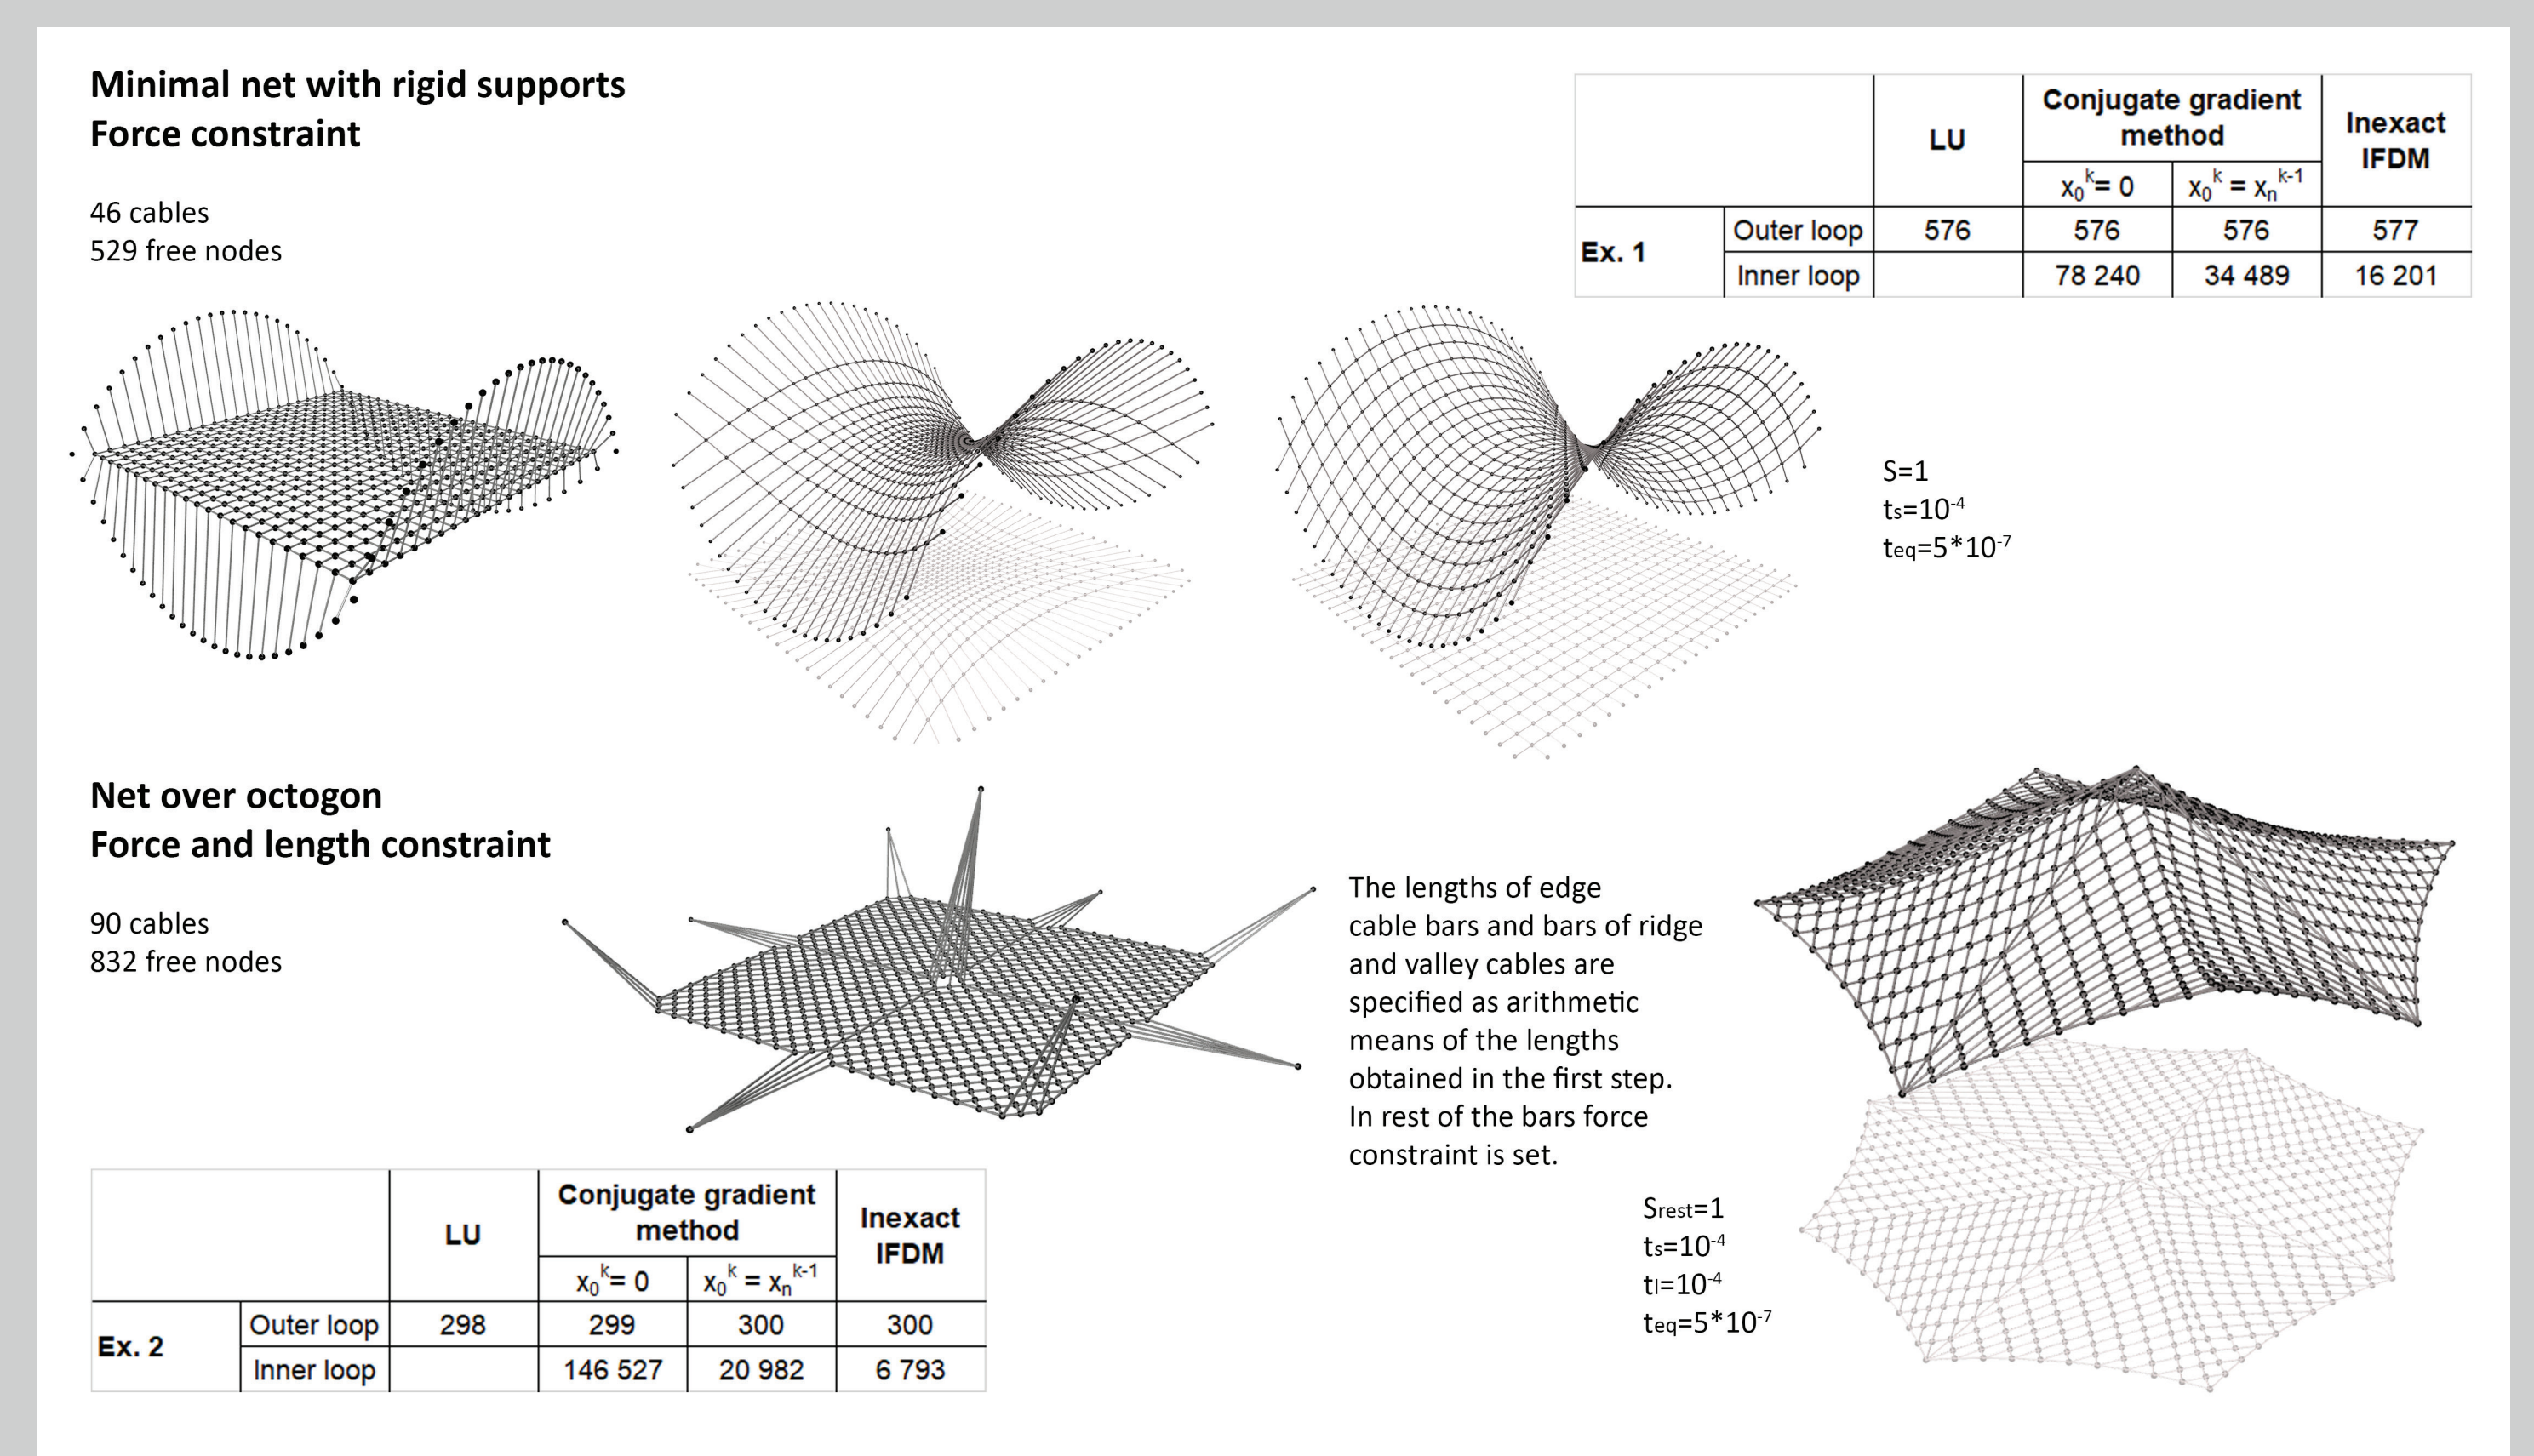 Minimal net with rigid supports
Force constraint
46 cables
529 free nodes
LU
Conjugate gradient
method
Inexact
IFDM
x₀ᵏ= 0
x₀ᵏ = xₙᵏ⁻¹
Ex. 1
Outer loop 576 576 576 577
Inner loop 78 240 34 489 16 201
S=1
ts=10⁻⁴
teq=5*10⁻⁷
Net over octogon
Force and length constraint
90 cables
832 free nodes
The lengths of edge
cable bars and bars of ridge
and valley cables are
specified as arithmetic
means of the lengths
obtained in the first step.
In rest of the bars force
constraint is set.
Srest=1
ts=10⁻⁴
tl=10⁻⁴
teq=5*10⁻⁷
LU
Conjugate gradient
method
Inexact
IFDM
x₀ᵏ= 0
x₀ᵏ = xₙᵏ⁻¹
Ex. 2
Outer loop 298 299 300 300
Inner loop 146 527 20 982 6 793